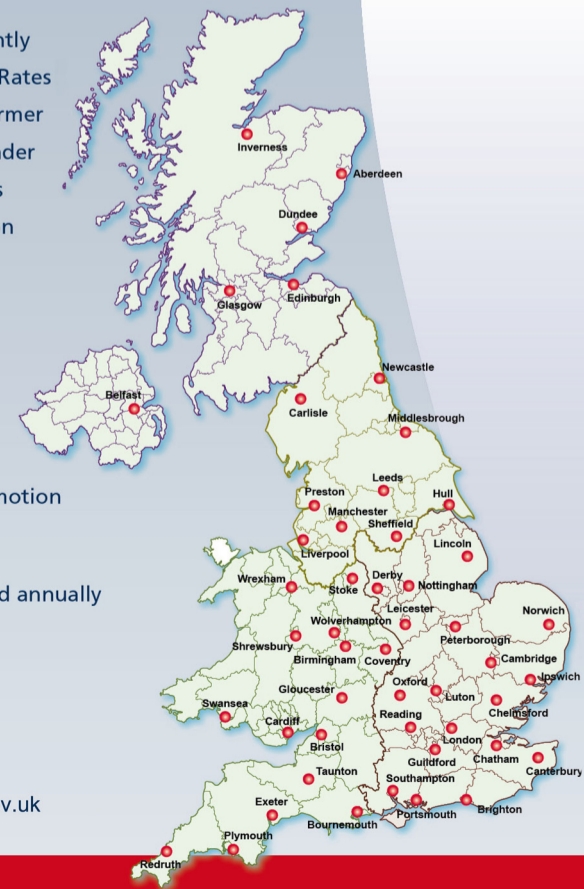 ntly
Rates
rmer
der
s
n
notion
d annually
v.uk
Inverness
Aberdeen
Dundee
Glasgow
Edinburgh
Belfast
Newcastle
Carlisle
Middlesbrough
Leeds
Preston
Hull
Manchester
Sheffield
Liverpool
Lincoln
Wrexham
Stoke
Derby
Nottingham
Leicester
Norwich
Wolverhampton
Peterborough
Shrewsbury
Birmingham
Coventry
Cambridge
Ipswich
Gloucester
Oxford
Luton
Chelmsford
Swansea
Cardiff
Reading
London
Bristol
Guildford
Chatham
Canterbury
Taunton
Southampton
Exeter
Bournemouth
Portsmouth
Brighton
Plymouth
Redruth